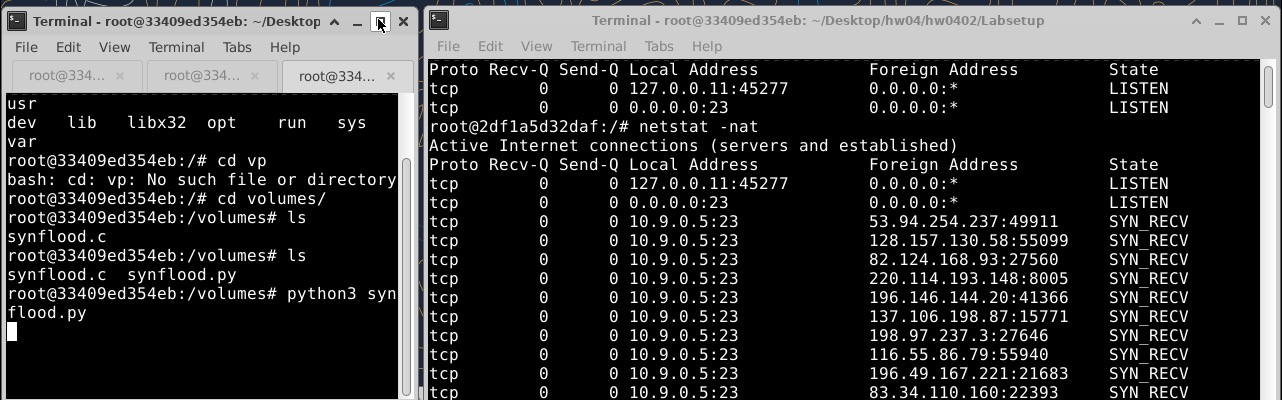 Terminal - root@33409ed354eb: ~/Desktop
File Edit View Terminal Tabs Help
root@334... × root@334... × root@334... ×
usr
dev   lib   libx32  opt    run   sys
var
root@33409ed354eb:/# cd vp
bash: cd: vp: No such file or directory
root@33409ed354eb:/# cd volumes/
root@33409ed354eb:/volumes# ls
synflood.c
root@33409ed354eb:/volumes# ls
synflood.c  synflood.py
root@33409ed354eb:/volumes# python3 syn
flood.py
Terminal - root@33409ed354eb: ~/Desktop/hw04/hw0402/Labsetup
File Edit View Terminal Tabs Help
Proto Recv-Q Send-Q Local Address           Foreign Address         State
tcp        0      0 127.0.0.11:45277        0.0.0.0:*               LISTEN
tcp        0      0 0.0.0.0:23              0.0.0.0:*               LISTEN
root@2df1a5d32daf:/# netstat -nat
Active Internet connections (servers and established)
Proto Recv-Q Send-Q Local Address           Foreign Address         State
tcp        0      0 127.0.0.11:45277        0.0.0.0:*               LISTEN
tcp        0      0 0.0.0.0:23              0.0.0.0:*               LISTEN
tcp        0      0 10.9.0.5:23             53.94.254.237:49911     SYN_RECV
tcp        0      0 10.9.0.5:23             128.157.130.58:55099    SYN_RECV
tcp        0      0 10.9.0.5:23             82.124.168.93:27560     SYN_RECV
tcp        0      0 10.9.0.5:23             220.114.193.148:8005    SYN_RECV
tcp        0      0 10.9.0.5:23             196.146.144.20:41366    SYN_RECV
tcp        0      0 10.9.0.5:23             137.106.198.87:15771    SYN_RECV
tcp        0      0 10.9.0.5:23             198.97.237.3:27646      SYN_RECV
tcp        0      0 10.9.0.5:23             116.55.86.79:55940      SYN_RECV
tcp        0      0 10.9.0.5:23             196.49.167.221:21683    SYN_RECV
tcp        0      0 10.9.0.5:23             83.34.110.160:22393     SYN_RECV